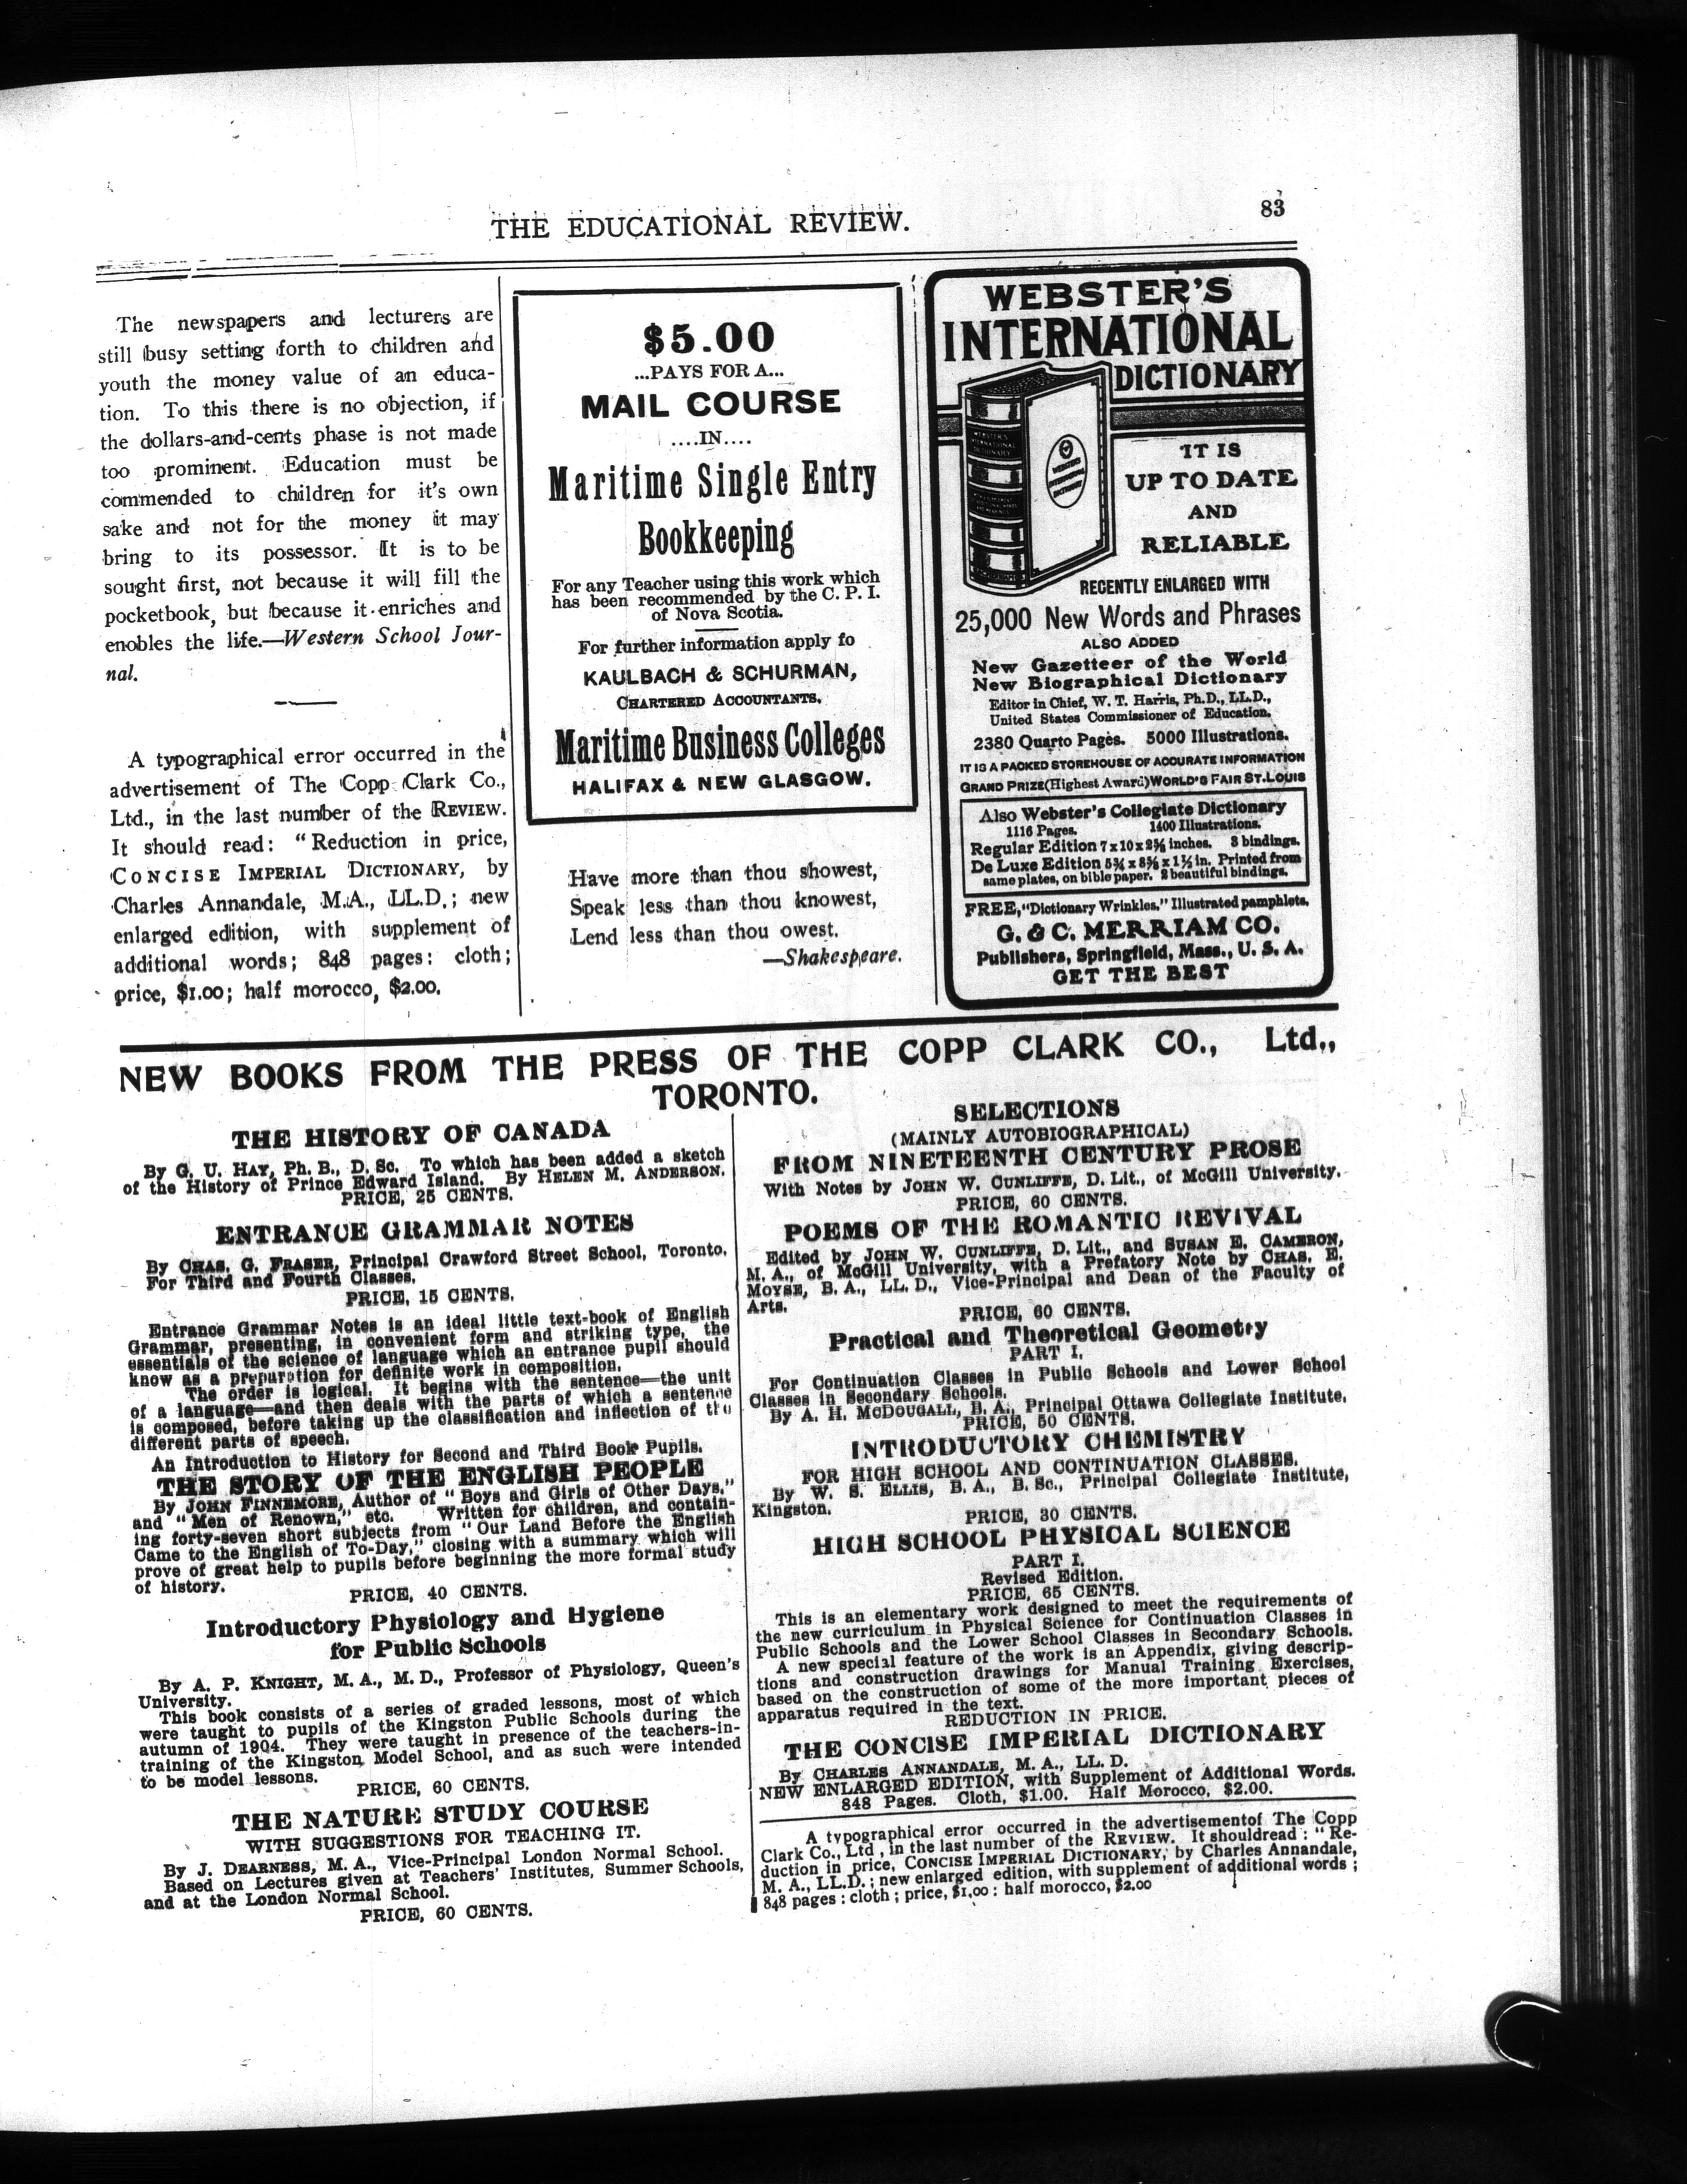 THE EDUCATIONAL REVIEW.
83
The newspapers and lecturers are
still busy setting forth to children and
youth the money value of an educa-
tion. To this there is no objection, if
the dollars-and-cents phase is not made
too prominent. Education must be
commended to children for it's own
sake and not for the money it may
bring to its possessor. It is to be
sought first, not because it will fill the
pocketbook, but because it enriches and
enobles the life.—Western School Jour-
nal.
A typographical error occurred in the
advertisement of The Copp Clark Co.,
Ltd., in the last number of the REVIEW.
It should read: "Reduction in price,
CONCISE IMPERIAL DICTIONARY, by
Charles Annandale, M.A., LL.D.; new
enlarged edition, with supplement of
additional words; 848 pages: cloth;
price, $1.00; half morocco, $2.00.
$5.00
...PAYS FOR A...
MAIL COURSE
....IN....
Maritime Single Entry
Bookkeeping
For any Teacher using this work which
has been recommended by the C. P. I.
of Nova Scotia.
For further information apply to
KAULBACH & SCHURMAN,
CHARTERED ACCOUNTANTS,
Maritime Business Colleges
HALIFAX & NEW GLASGOW.
Have more than thou showest,
Speak less than thou knowest,
Lend less than thou owest.
—Shakespeare.
WEBSTER'S
INTERNATIONAL
DICTIONARY
WEBSTER'S
INTERNATIONAL
DICTIONARY
IT IS
UP TO DATE
AND
RELIABLE
RECENTLY ENLARGED WITH
25,000 New Words and Phrases
ALSO ADDED
New Gazetteer of the World
New Biographical Dictionary
Editor in Chief, W. T. Harris, Ph.D., LL.D.,
United States Commissioner of Education.
2380 Quarto Pages. 5000 Illustrations.
IT IS A PACKED STOREHOUSE OF ACCURATE INFORMATION
GRAND PRIZE (Highest Award) WORLD'S FAIR ST. LOUIS
Also Webster's Collegiate Dictionary
1116 Pages. 1400 Illustrations.
Regular Edition 7 x 10 x 2⅝ inches. 3 bindings.
De Luxe Edition 5¾ x 8⅝ x 1½ in. Printed from
same plates, on bible paper. 2 beautiful bindings.
FREE, "Dictionary Wrinkles." Illustrated pamphlets.
G. & C. MERRIAM CO.
Publishers, Springfield, Mass., U. S. A.
GET THE BEST
NEW BOOKS FROM THE PRESS OF THE COPP CLARK CO., Ltd.,
TORONTO.
THE HISTORY OF CANADA
By G. U. HAY, Ph. B., D. Sc. To which has been added a sketch
of the History of Prince Edward Island. By HELEN M. ANDERSON.
PRICE, 25 CENTS.
ENTRANCE GRAMMAR NOTES
By CHAS. G. FRASER, Principal Crawford Street School, Toronto.
For Third and Fourth Classes.
PRICE, 15 CENTS.
Entrance Grammar Notes is an ideal little text-book of English
Grammar, presenting, in convenient form and striking type, the
essentials of the science of language which an entrance pupil should
know as a preparation for definite work in composition.
The order is logical. It begins with the sentence—the unit
of a language—and then deals with the parts of which a sentence
is composed, before taking up the classification and inflection of the
different parts of speech.
An Introduction to History for Second and Third Book Pupils.
THE STORY OF THE ENGLISH PEOPLE
By JOHN FINNEMORE, Author of "Boys and Girls of Other Days,"
and "Men of Renown," etc. Written for children, and contain-
ing forty-seven short subjects from "Our Land Before the English
Came to the English of To-Day," closing with a summary which will
prove of great help to pupils before beginning the more formal study
of history.
PRICE, 40 CENTS.
Introductory Physiology and Hygiene
for Public Schools
By A. P. KNIGHT, M. A., M. D., Professor of Physiology, Queen's
University.
This book consists of a series of graded lessons, most of which
were taught to pupils of the Kingston Public Schools during the
autumn of 1904. They were taught in presence of the teachers-in-
training of the Kingston Model School, and as such were intended
to be model lessons.
PRICE, 60 CENTS.
THE NATURE STUDY COURSE
WITH SUGGESTIONS FOR TEACHING IT.
By J. DEARNESS, M. A., Vice-Principal London Normal School.
Based on Lectures given at Teachers' Institutes, Summer Schools,
and at the London Normal School.
PRICE, 60 CENTS.
SELECTIONS
(MAINLY AUTOBIOGRAPHICAL)
FROM NINETEENTH CENTURY PROSE
With Notes by JOHN W. CUNLIFFE, D. Lit., of McGill University.
PRICE, 60 CENTS.
POEMS OF THE ROMANTIC REVIVAL
Edited by JOHN W. CUNLIFFE, D. Lit., and SUSAN E. CAMERON,
M. A., of McGill University, with a Prefatory Note by CHAS. E.
MOYSE, B. A., LL. D., Vice-Principal and Dean of the Faculty of
Arts.
PRICE, 60 CENTS.
Practical and Theoretical Geometry
PART I.
For Continuation Classes in Public Schools and Lower School
Classes in Secondary Schools.
By A. H. MCDOUGALL, B. A., Principal Ottawa Collegiate Institute.
PRICE, 50 CENTS.
INTRODUCTORY CHEMISTRY
FOR HIGH SCHOOL AND CONTINUATION CLASSES.
By W. S. ELLIS, B. A., B. Sc., Principal Collegiate Institute,
Kingston.
PRICE, 30 CENTS.
HIGH SCHOOL PHYSICAL SCIENCE
PART I.
Revised Edition.
PRICE, 65 CENTS.
This is an elementary work designed to meet the requirements of
the new curriculum in Physical Science for Continuation Classes in
Public Schools and the Lower School Classes in Secondary Schools.
A new special feature of the work is an Appendix, giving descrip-
tions and construction drawings for Manual Training Exercises,
based on the construction of some of the more important pieces of
apparatus required in the text.
REDUCTION IN PRICE.
THE CONCISE IMPERIAL DICTIONARY
By CHARLES ANNANDALE, M. A., LL. D.
NEW ENLARGED EDITION, with Supplement of Additional Words.
848 Pages. Cloth, $1.00. Half Morocco, $2.00.
A typographical error occurred in the advertisementof The Copp
Clark Co., Ltd , in the last number of the REVIEW. It shouldread : "Re-
duction in price, CONCISE IMPERIAL DICTIONARY, by Charles Annandale,
M. A., LL.D. ; new enlarged edition, with supplement of additional words ;
848 pages : cloth ; price, $1.00 : half morocco, $2.00